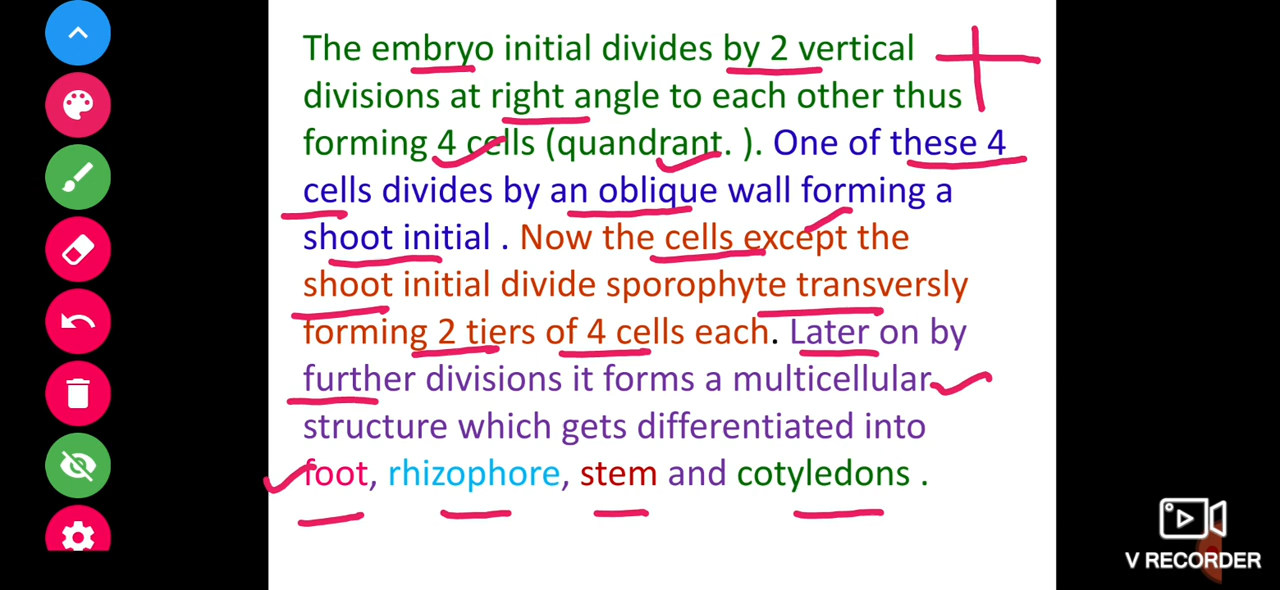 The embryo initial divides by 2 vertical
divisions at right angle to each other thus
forming 4 cells (quandrant. ). One of these 4
cells divides by an oblique wall forming a
shoot initial . Now the cells except the
shoot initial divide sporophyte transversly
forming 2 tiers of 4 cells each. Later on by
further divisions it forms a multicellular
structure which gets differentiated into
foot, rhizophore, stem and cotyledons .
V RECORDER